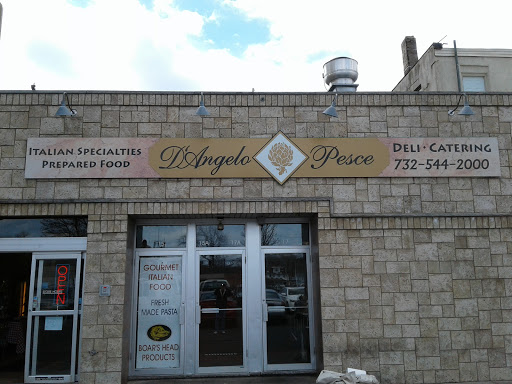 Italian Specialties
Prepared Food
D'Angelo Pesce
Deli · Catering
732-544-2000
OPEN
GOURMET
ITALIAN
FOOD
FRESH
MADE PASTA
BOAR'S HEAD
PRODUCTS